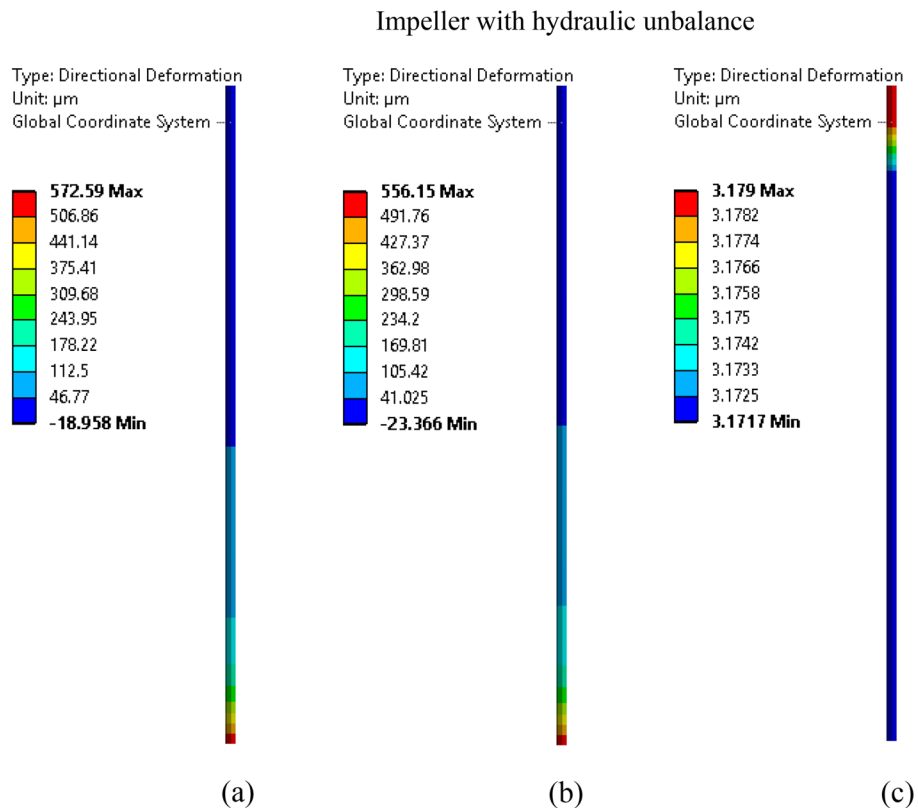 Impeller with hydraulic unbalance
Type: Directional Deformation
Unit: µm
Global Coordinate System
572.59 Max
506.86
441.14
375.41
309.68
243.95
178.22
112.5
46.77
-18.958 Min
(a)
Type: Directional Deformation
Unit: µm
Global Coordinate System
556.15 Max
491.76
427.37
362.98
298.59
234.2
169.81
105.42
41.025
-23.366 Min
(b)
Type: Directional Deformation
Unit: µm
Global Coordinate System
3.179 Max
3.1782
3.1774
3.1766
3.1758
3.175
3.1742
3.1733
3.1725
3.1717 Min
(c)